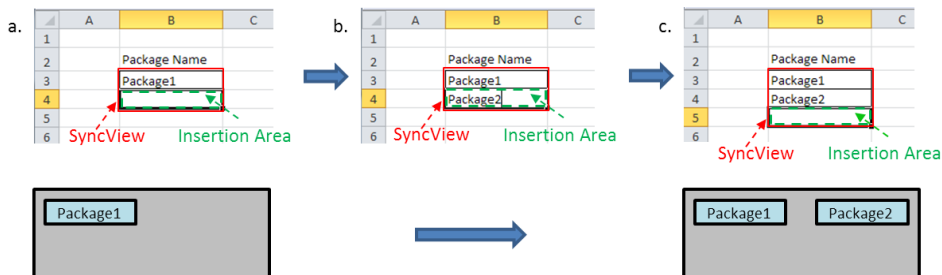 a.
A B C
1
2 Package Name
3 Package1
4
5
6
SyncView Insertion Area
b.
A B C
1
2 Package Name
3 Package1
4 Package2
5
6
SyncView Insertion Area
c.
A B C
1
2 Package Name
3 Package1
4 Package2
5
6
SyncView Insertion Area
Package1
Package1 Package2